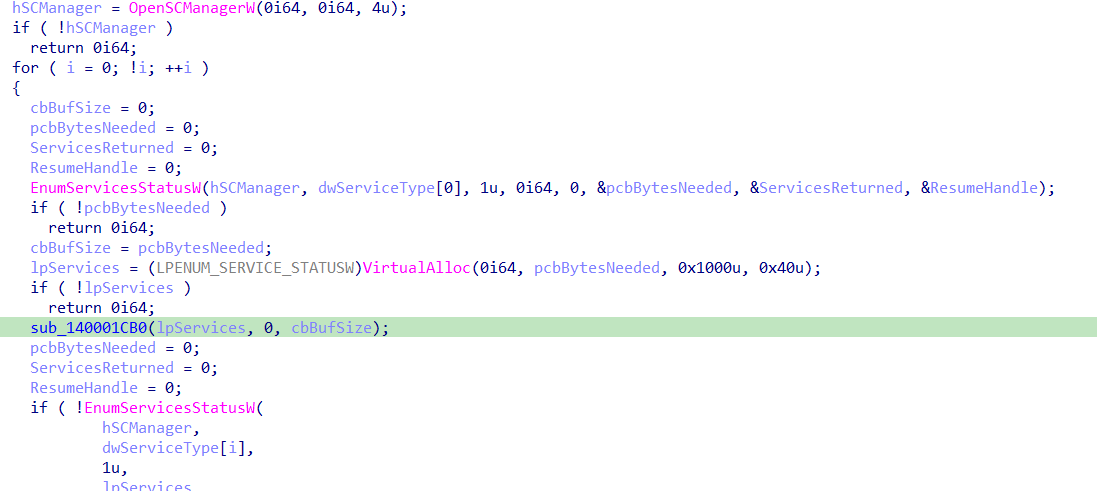 hSCManager = OpenSCManagerW(0i64, 0i64, 4u);
if ( !hSCManager )
return 0i64;
for ( i = 0; !i; ++i )
{
cbBufSize = 0;
pcbBytesNeeded = 0;
ServicesReturned = 0;
ResumeHandle = 0;
EnumServicesStatusW(hSCManager, dwServiceType[0], 1u, 0i64, 0, &pcbBytesNeeded, &ServicesReturned, &ResumeHandle);
if ( !pcbBytesNeeded )
return 0i64;
cbBufSize = pcbBytesNeeded;
lpServices = (LPENUM_SERVICE_STATUSW)VirtualAlloc(0i64, pcbBytesNeeded, 0x1000u, 0x40u);
if ( !lpServices )
return 0i64;
sub_140001CB0(lpServices, 0, cbBufSize);
pcbBytesNeeded = 0;
ServicesReturned = 0;
ResumeHandle = 0;
if ( !EnumServicesStatusW(
hSCManager,
dwServiceType[i],
1u,
lpServices